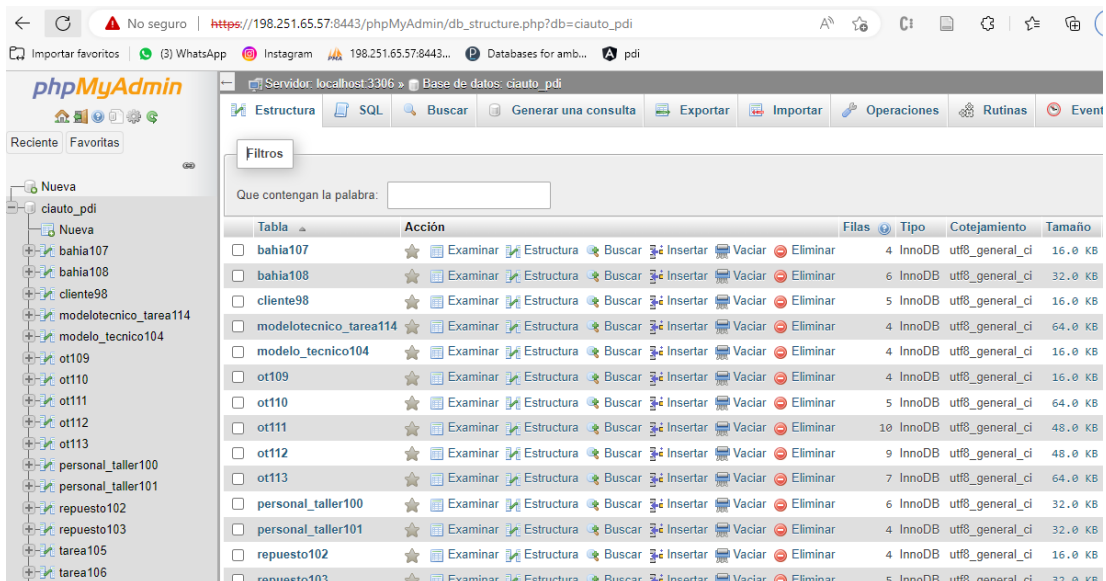 No seguro | https://198.251.65.57:8443/phpMyAdmin/db_structure.php?db=ciauto_pdi
Importar favoritos (3) WhatsApp Instagram 198.251.65.57:8443... Databases for amb... pdi
phpMyAdmin
Reciente Favoritas
Nueva
ciauto_pdi
Nueva
bahia107
bahia108
cliente98
modelotecnico_tarea114
modelo_tecnico104
ot109
ot110
ot111
ot112
ot113
personal_taller100
personal_taller101
repuesto102
repuesto103
tarea105
tarea106
Servidor: localhost:3306 » Base de datos: ciauto_pdi
Estructura SQL Buscar Generar una consulta Exportar Importar Operaciones Rutinas Event
Filtros
Que contengan la palabra:
Tabla Acción Filas Tipo Cotejamiento Tamaño
bahia107 Examinar Estructura Buscar Insertar Vaciar Eliminar 4 InnoDB utf8_general_ci 16.0 KB
bahia108 Examinar Estructura Buscar Insertar Vaciar Eliminar 6 InnoDB utf8_general_ci 32.0 KB
cliente98 Examinar Estructura Buscar Insertar Vaciar Eliminar 5 InnoDB utf8_general_ci 16.0 KB
modelotecnico_tarea114 Examinar Estructura Buscar Insertar Vaciar Eliminar 4 InnoDB utf8_general_ci 64.0 KB
modelo_tecnico104 Examinar Estructura Buscar Insertar Vaciar Eliminar 4 InnoDB utf8_general_ci 16.0 KB
ot109 Examinar Estructura Buscar Insertar Vaciar Eliminar 4 InnoDB utf8_general_ci 16.0 KB
ot110 Examinar Estructura Buscar Insertar Vaciar Eliminar 5 InnoDB utf8_general_ci 64.0 KB
ot111 Examinar Estructura Buscar Insertar Vaciar Eliminar 10 InnoDB utf8_general_ci 48.0 KB
ot112 Examinar Estructura Buscar Insertar Vaciar Eliminar 9 InnoDB utf8_general_ci 48.0 KB
ot113 Examinar Estructura Buscar Insertar Vaciar Eliminar 7 InnoDB utf8_general_ci 64.0 KB
personal_taller100 Examinar Estructura Buscar Insertar Vaciar Eliminar 6 InnoDB utf8_general_ci 32.0 KB
personal_taller101 Examinar Estructura Buscar Insertar Vaciar Eliminar 4 InnoDB utf8_general_ci 32.0 KB
repuesto102 Examinar Estructura Buscar Insertar Vaciar Eliminar 4 InnoDB utf8_general_ci 16.0 KB
repuesto103 Examinar Estructura Buscar Insertar Vaciar Eliminar 5 InnoDB utf8_general_ci 32.0 KB